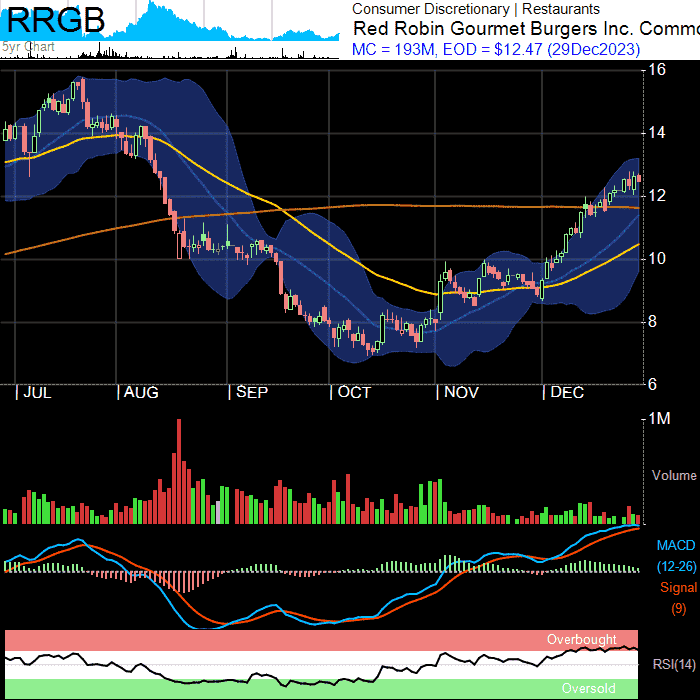 RRGB
5yr Chart
Consumer Discretionary | Restaurants
Red Robin Gourmet Burgers Inc. Commo
MC = 193M, EOD = $12.47 (29Dec2023)
16
14
12
10
8
6
| JUL | AUG | SEP | OCT | NOV | DEC
1M
Volume
MACD
(12-26)
Signal
(9)
Overbought
RSI(14)
Oversold